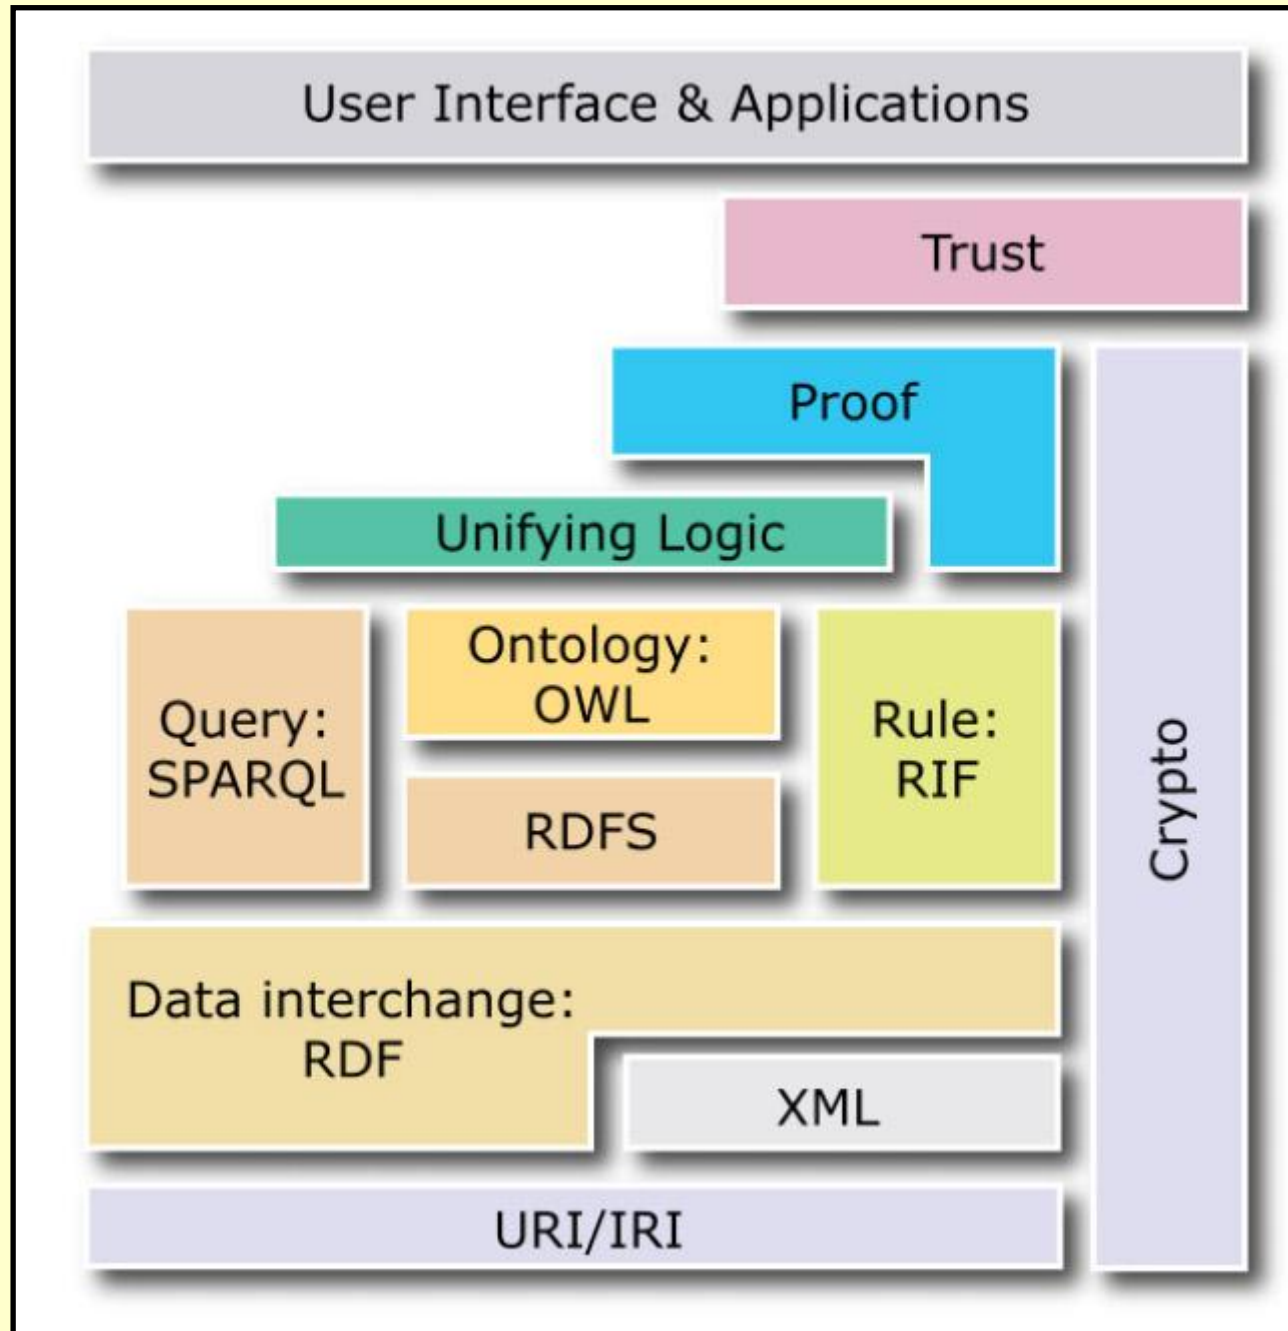 User Interface & Applications
Trust
Proof
Unifying Logic
Query:
SPARQL
Ontology:
OWL
RDFS
Rule:
RIF
Crypto
Data interchange:
RDF
XML
URI/IRI